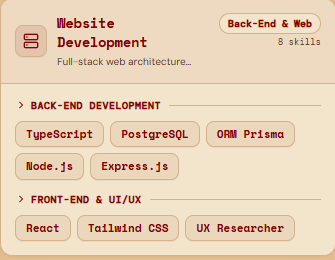 Website
Development
Back-End & Web
8 skills
Full-stack web architecture…
> BACK-END DEVELOPMENT
TypeScript PostgreSQL ORM Prisma
Node.js Express.js
> FRONT-END & UI/UX
React Tailwind CSS UX Researcher